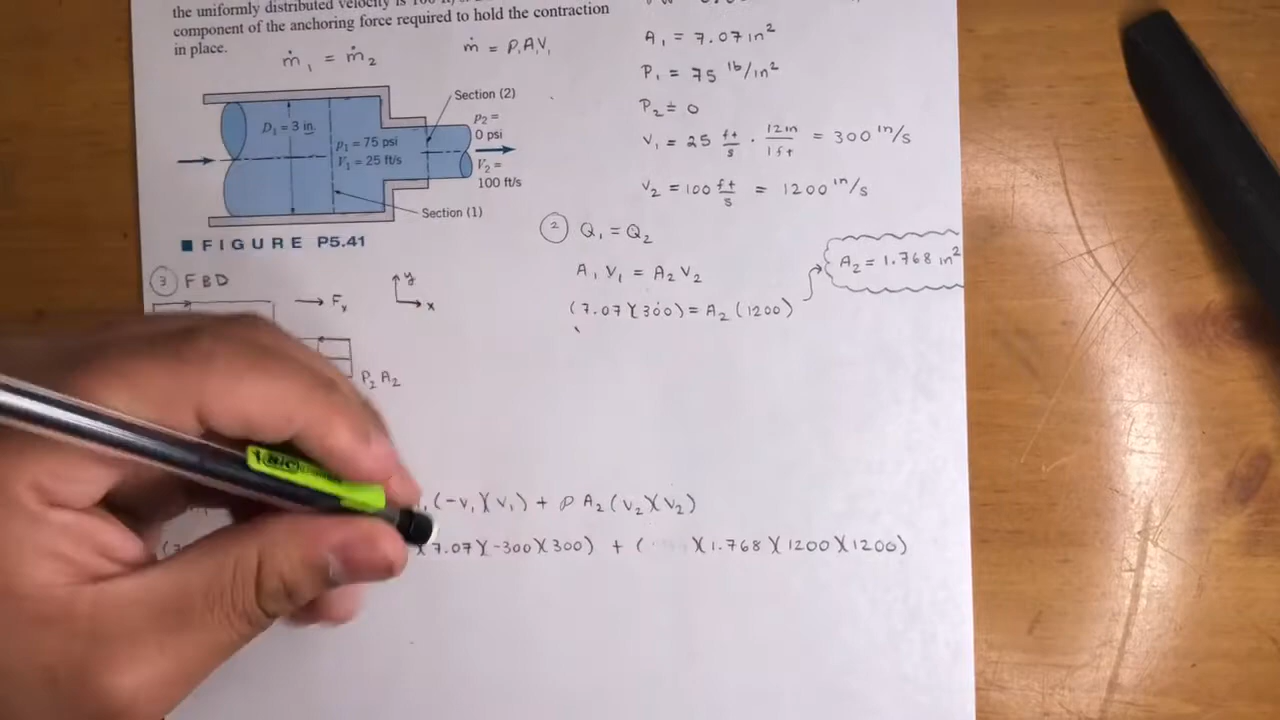 the uniformly distributed velocity is 100 ft/s
component of the anchoring force required to hold the contraction
in place.
ṁ₁ = ṁ₂
ṁ = ρ₁A₁V₁
Section (2)
D₁ = 3 in.
p₁ = 75 psi
V₁ = 25 ft/s
p₂ =
0 psi
V₂ =
100 ft/s
Section (1)
FIGURE P5.41
A₁ = 7.07 in²
P₁ = 75 lb/in²
P₂ = 0
V₁ = 25 ft/s · 12in/1ft = 300 in/s
V₂ = 100 ft/s = 1200 in/s
② Q₁ = Q₂
A₁V₁ = A₂V₂
(7.07)(300) = A₂(1200)
A₂ = 1.768 in²
③ FBD
Fₓ
y
x
P₂A₂
(-V₁)(V₁) + ρA₂(V₂)(V₂)
)(7.07)(-300)(300) + ( )(1.768)(1200)(1200)